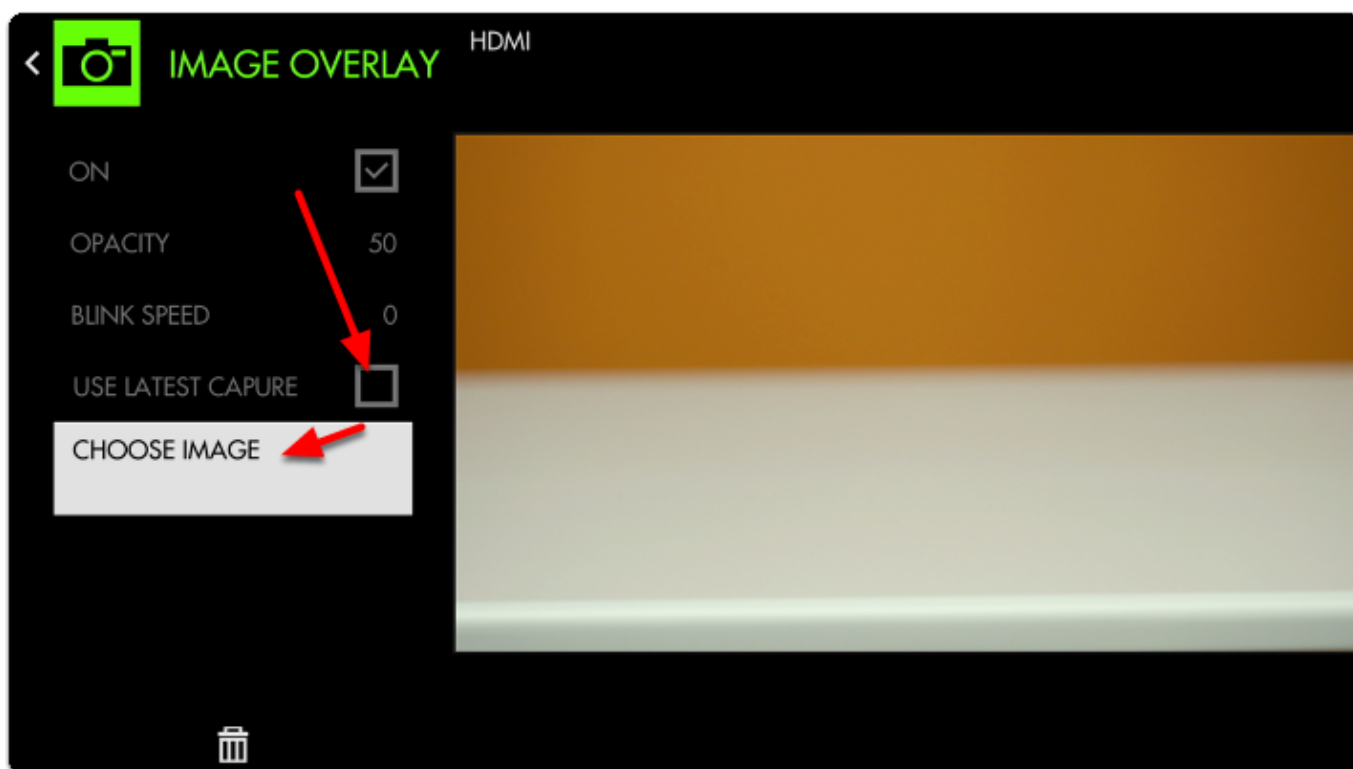 IMAGE OVERLAY
HDMI
ON
OPACITY 50
BLINK SPEED 0
USE LATEST CAPURE
CHOOSE IMAGE